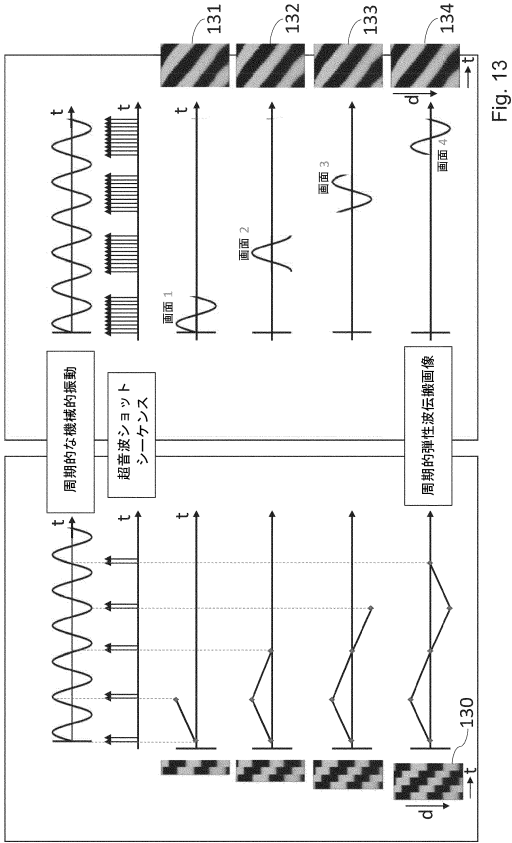 周期的な機械的振動
超音波ショット
シーケンス
周期的弾性波伝搬画像
t
t
t
130
d
t
t
t
t
画面 1
画面 2
画面 3
画面 4
131
132
133
134
d
t
Fig. 13